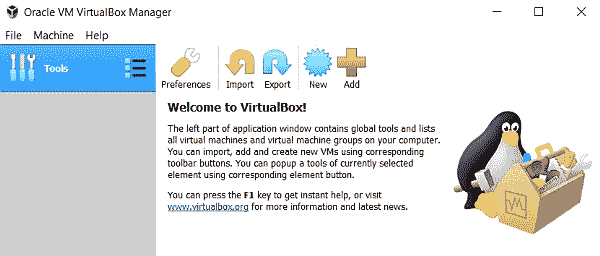 Oracle VM VirtualBox Manager
File Machine Help
Tools
Preferences Import Export New Add
Welcome to VirtualBox!
The left part of application window contains global tools and lists
all virtual machines and virtual machine groups on your computer.
You can import, add and create new VMs using corresponding
toolbar buttons. You can popup a tools of currently selected
element using corresponding element button.
You can press the F1 key to get instant help, or visit
www.virtualbox.org for more information and latest news.
VM